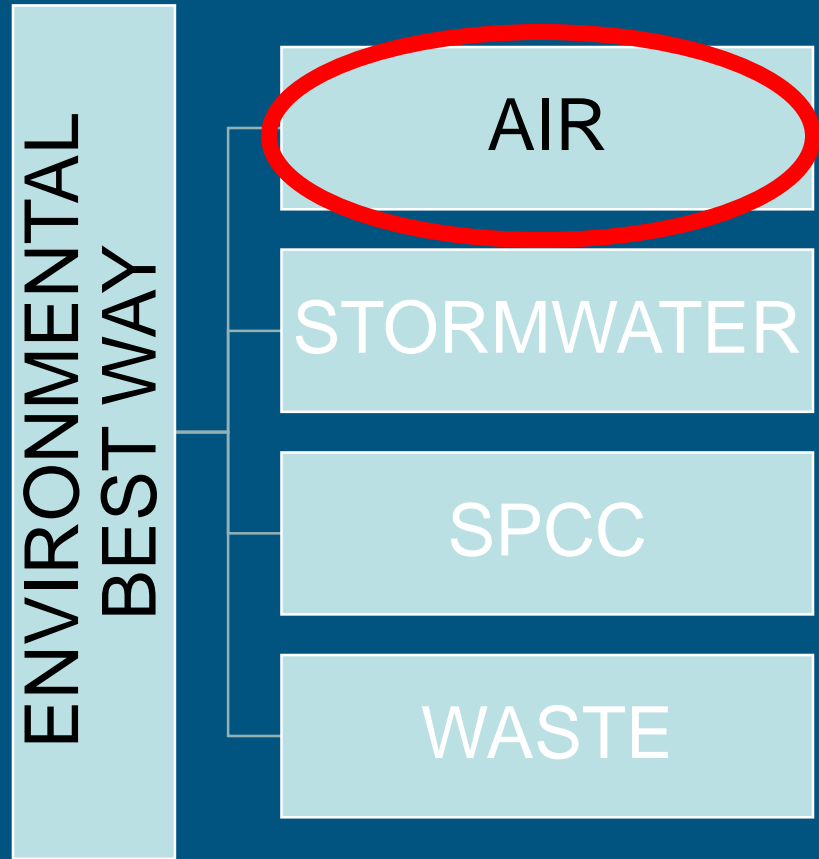 ENVIRONMENTAL
BEST WAY
AIR
STORMWATER
SPCC
WASTE